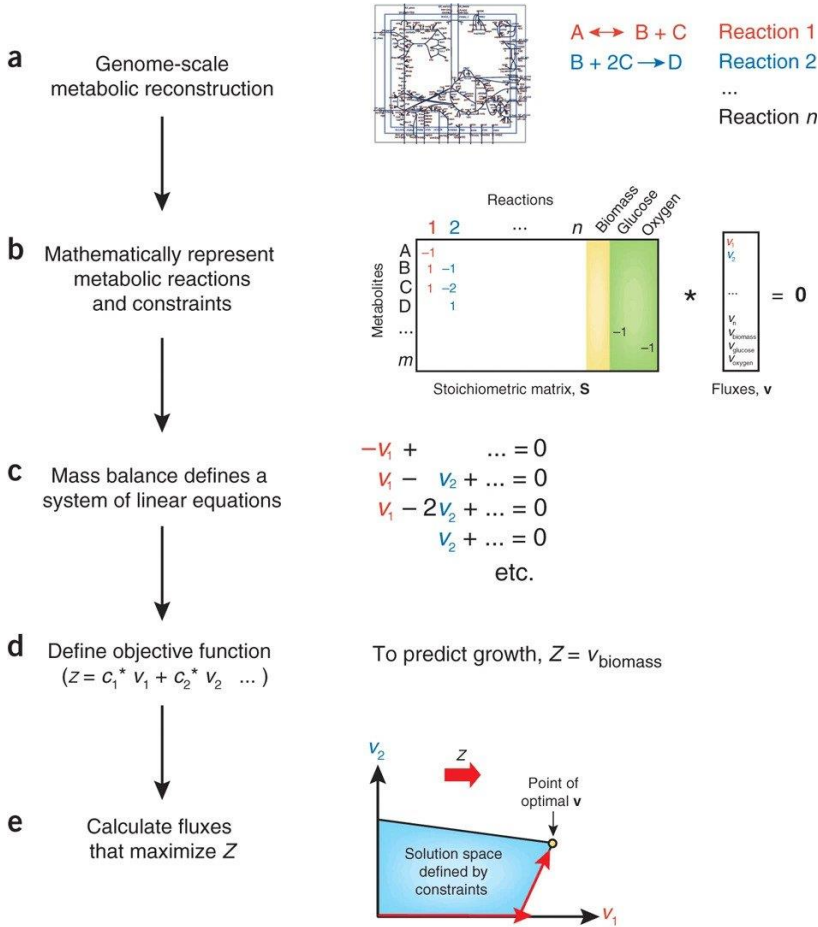 a
Genome-scale
metabolic reconstruction
A ↔ B + C Reaction 1
B + 2C → D Reaction 2
...
Reaction n
b
Mathematically represent
metabolic reactions
and constraints
Reactions
1 2 ... n Biomass Glucose Oxygen
Metabolites
A −1
B 1 −1
C 1 −2
D 1
... −1
−1
m
Stoichiometric matrix, S
*
v1
v2
...
vn
vbiomass
vglucose
voxygen
= 0
Fluxes, v
c
Mass balance defines a
system of linear equations
−v1 + ... = 0
v1 − v2 + ... = 0
v1 − 2v2 + ... = 0
v2 + ... = 0
etc.
d
Define objective function
(z = c1* v1 + c2* v2 ... )
To predict growth, Z = vbiomass
e
Calculate fluxes
that maximize Z
v2
Z
Point of
optimal v
Solution space
defined by
constraints
v1